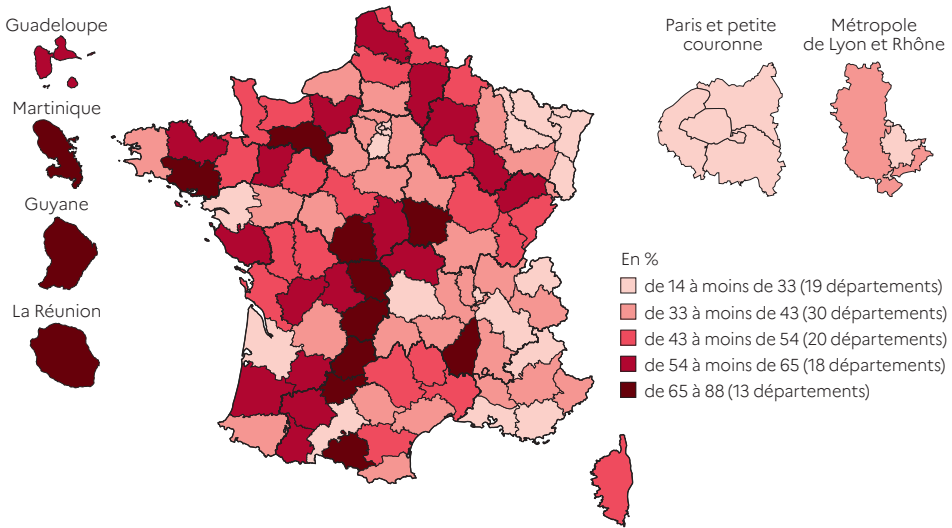 Guadeloupe
Martinique
Guyane
La Réunion
Paris et petite
couronne
Métropole
de Lyon et Rhône
En %
de 14 à moins de 33 (19 départements)
de 33 à moins de 43 (30 départements)
de 43 à moins de 54 (20 départements)
de 54 à moins de 65 (18 départements)
de 65 à 88 (13 départements)